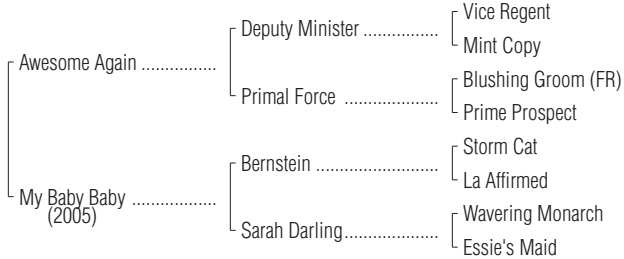 Vice Regent
Deputy Minister ..................
Mint Copy
Awesome Again ...............
Blushing Groom (FR)
Primal Force ......................
Prime Prospect
Storm Cat
Bernstein .............................
La Affirmed
My Baby Baby .................
(2005)
Wavering Monarch
Sarah Darling......................
Essie's Maid